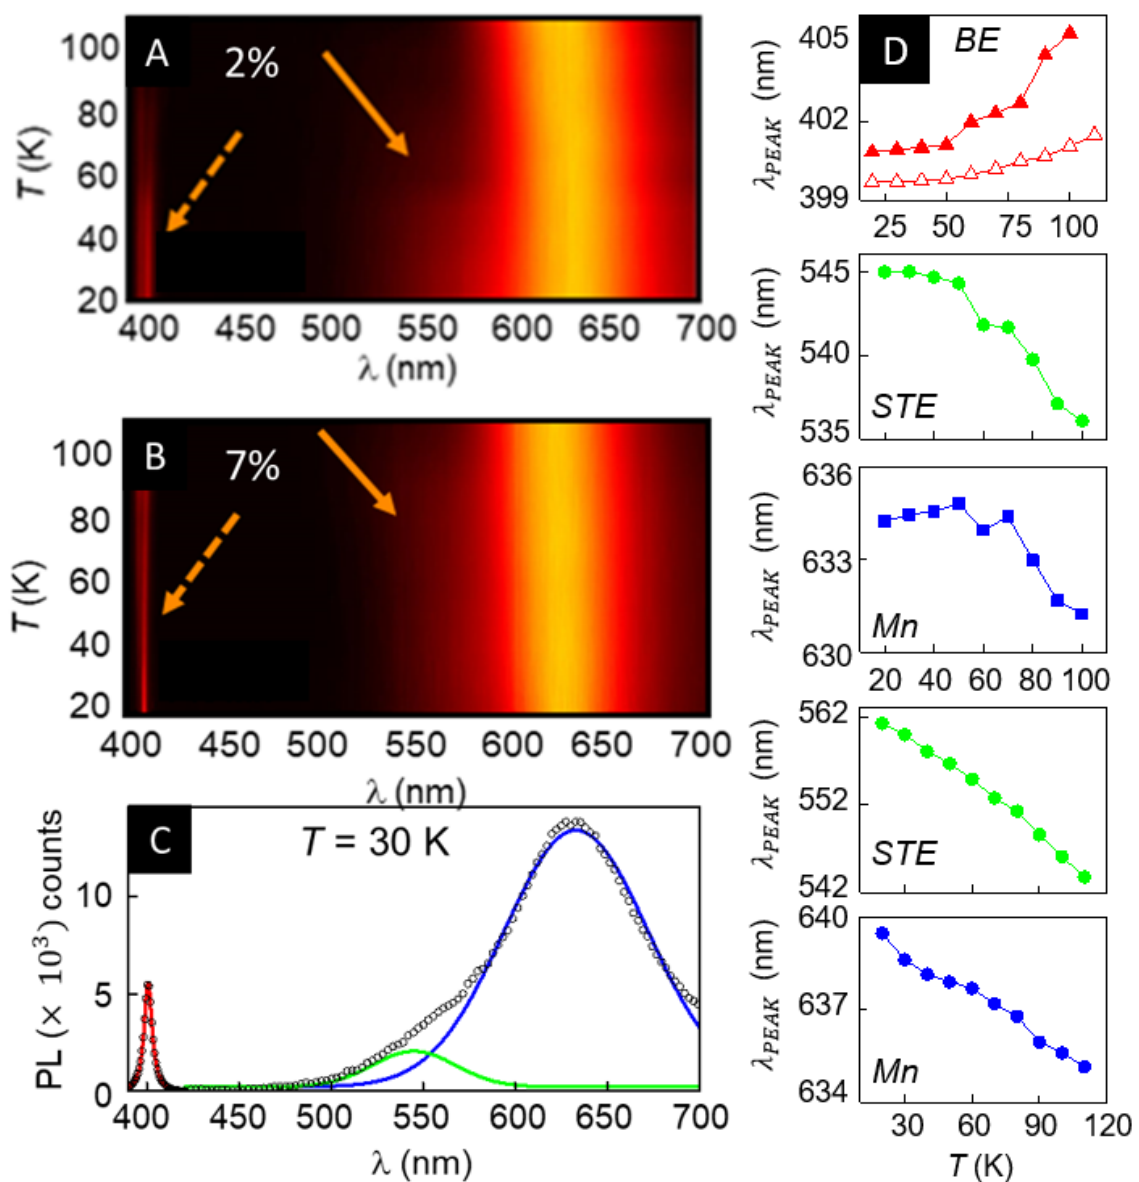 A
2%
100
80
60
40
20
T (K)
400 450 500 550 600 650 700
λ (nm)
B
7%
100
80
60
40
20
T (K)
400 450 500 550 600 650 700
λ (nm)
C
T = 30 K
10
5
0
PL (× 10³) counts
400 450 500 550 600 650 700
λ (nm)
D
BE
405
402
399
λPEAK (nm)
25 50 75 100
545
540
535
λPEAK (nm)
STE
636
633
630
λPEAK (nm)
Mn
20 40 60 80 100
562
552
542
λPEAK (nm)
STE
640
637
634
λPEAK (nm)
Mn
30 60 90 120
T (K)